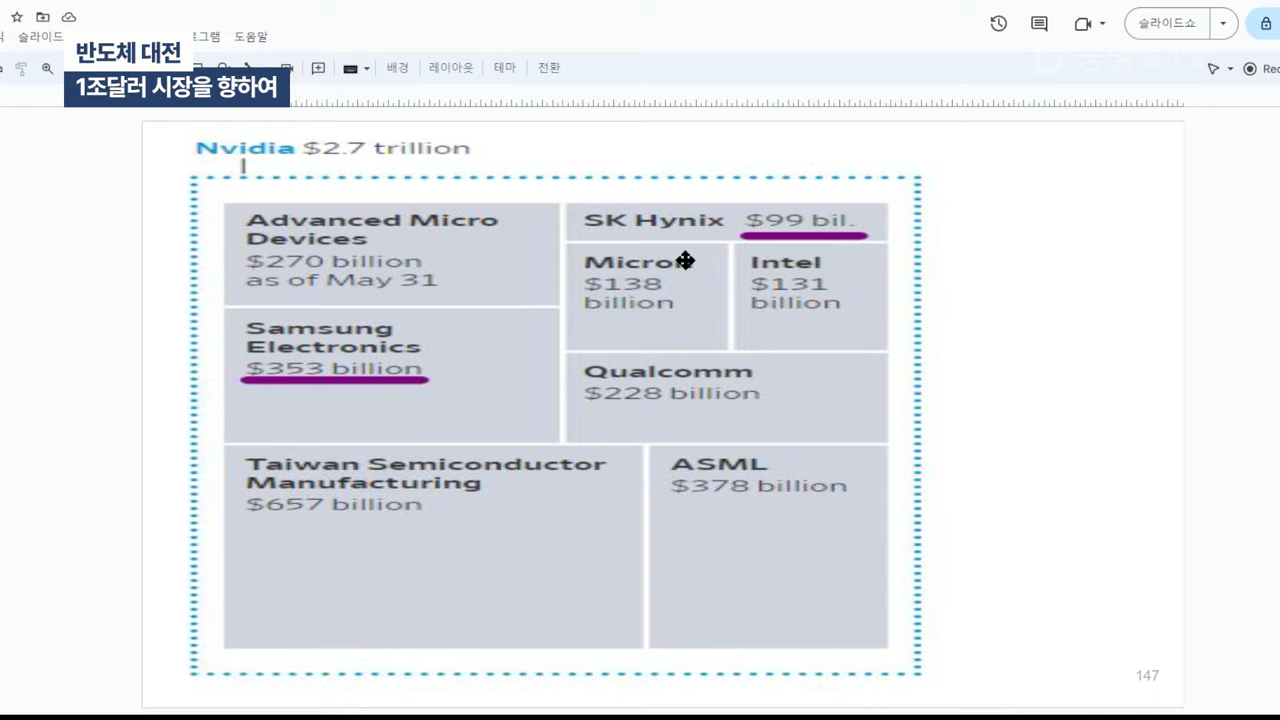 슬라이드
도움말
슬라이드쇼
반도체 대전
1조달러 시장을 향하여
배경
레이아웃
테마
전환
Nvidia $2.7 trillion
Advanced Micro
Devices
$270 billion
as of May 31
SK Hynix $99 bil.
Micron
$138
billion
Intel
$131
billion
Samsung
Electronics
$353 billion
Qualcomm
$228 billion
Taiwan Semiconductor
Manufacturing
$657 billion
ASML
$378 billion
147